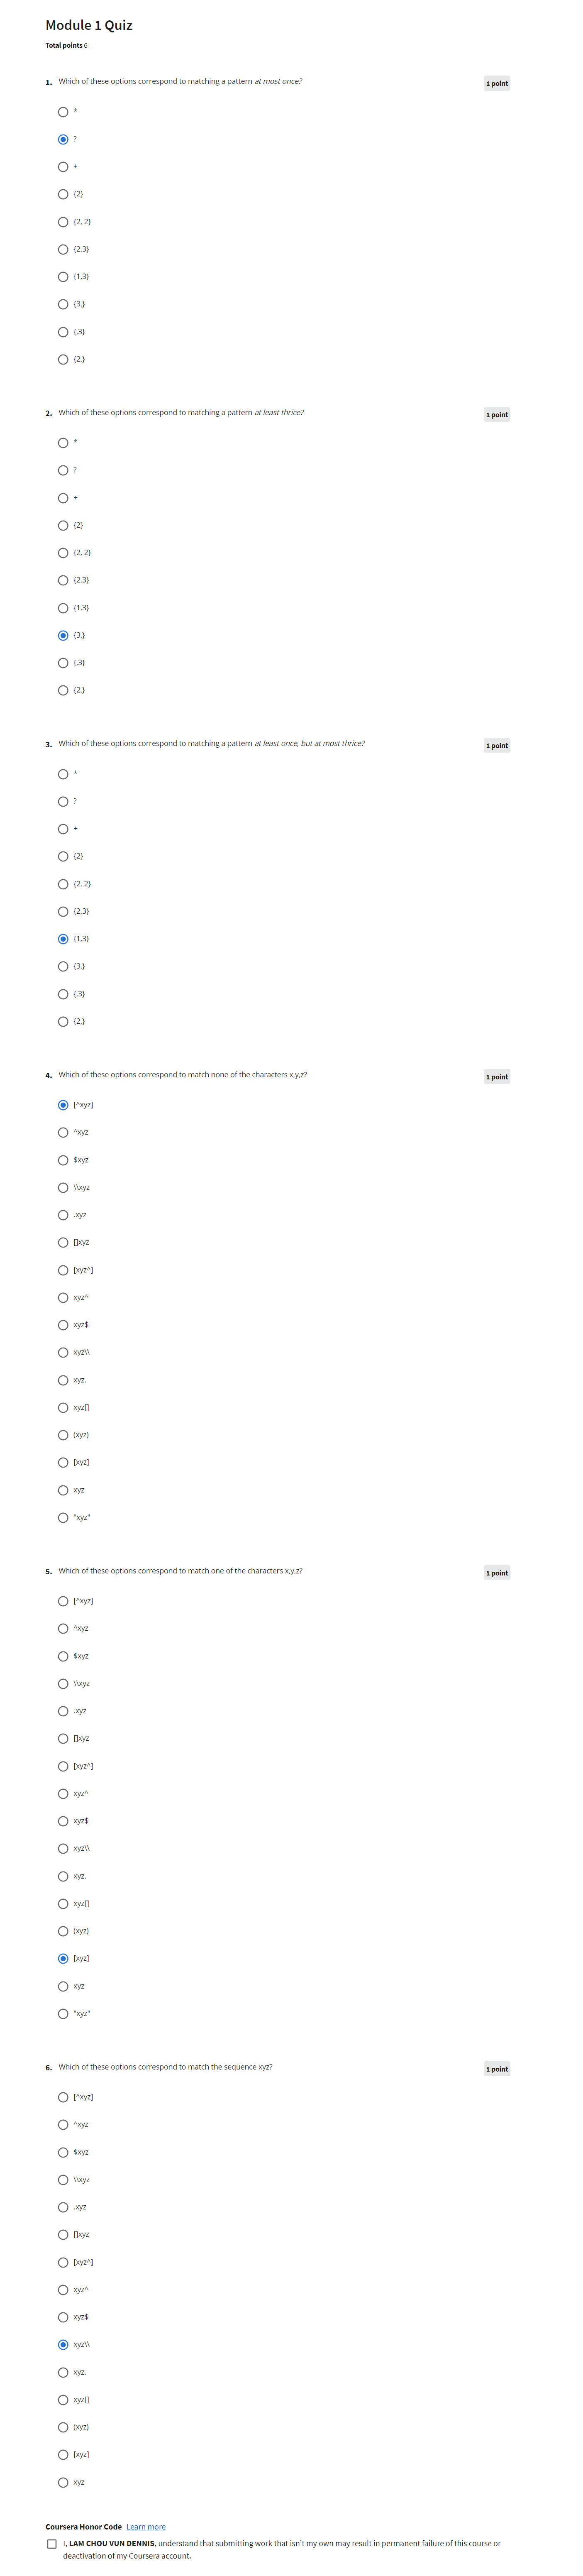 Module 1 Quiz
Total points 6
1. Which of these options correspond to matching a pattern at most once?
1 point
*
?
+
{2}
{2, 2}
{2,3}
{1,3}
{3,}
{,3}
{2,}
2. Which of these options correspond to matching a pattern at least thrice?
1 point
*
?
+
{2}
{2, 2}
{2,3}
{1,3}
{3,}
{,3}
{2,}
3. Which of these options correspond to matching a pattern at least once, but at most thrice?
1 point
*
?
+
{2}
{2, 2}
{2,3}
{1,3}
{3,}
{,3}
{2,}
4. Which of these options correspond to match none of the characters x,y,z?
1 point
[^xyz]
^xyz
$xyz
\\xyz
.xyz
[]xyz
[xyz^]
xyz^
xyz$
xyz\\
xyz.
xyz[]
(xyz)
[xyz]
xyz
"xyz"
5. Which of these options correspond to match one of the characters x,y,z?
1 point
[^xyz]
^xyz
$xyz
\\xyz
.xyz
[]xyz
[xyz^]
xyz^
xyz$
xyz\\
xyz.
xyz[]
(xyz)
[xyz]
xyz
"xyz"
6. Which of these options correspond to match the sequence xyz?
1 point
[^xyz]
^xyz
$xyz
\\xyz
.xyz
[]xyz
[xyz^]
xyz^
xyz$
xyz\\
xyz.
xyz[]
(xyz)
[xyz]
xyz
Coursera Honor Code Learn more
I, LAM CHOU VUN DENNIS, understand that submitting work that isn't my own may result in permanent failure of this course or
deactivation of my Coursera account.